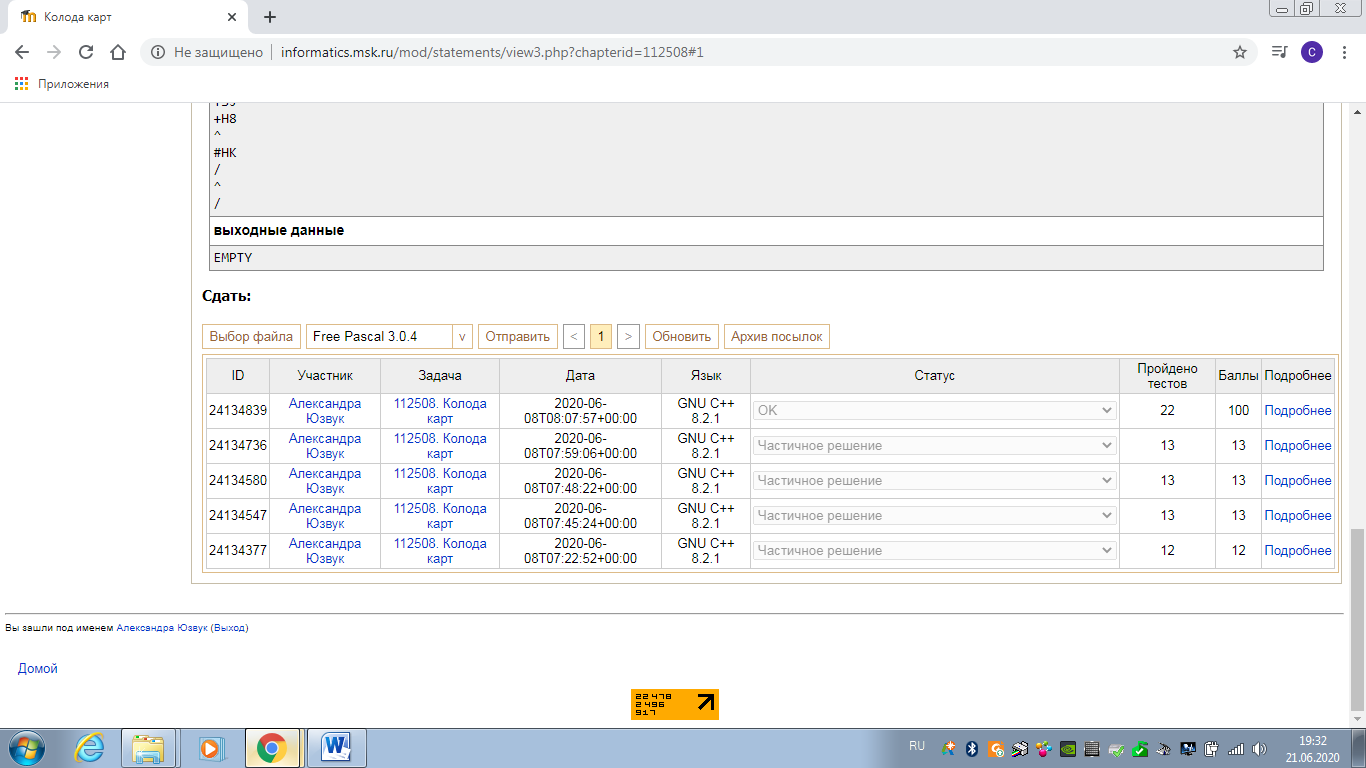 Колода карт
Не защищено informatics.msk.ru/mod/statements/view3.php?chapterid=112508#1
С
Приложения
+H8
^
#HK
/
^
/
выходные данные
EMPTY
Сдать:
Выбор файла Free Pascal 3.0.4 v Отправить < 1 > Обновить Архив посылок
ID Участник Задача Дата Язык Статус Пройдено тестов Баллы Подробнее
24134839 Александра Юзвук 112508. Колода карт 2020-06-08T08:07:57+00:00 GNU C++ 8.2.1 OK 22 100 Подробнее
24134736 Александра Юзвук 112508. Колода карт 2020-06-08T07:59:06+00:00 GNU C++ 8.2.1 Частичное решение 13 13 Подробнее
24134580 Александра Юзвук 112508. Колода карт 2020-06-08T07:48:22+00:00 GNU C++ 8.2.1 Частичное решение 13 13 Подробнее
24134547 Александра Юзвук 112508. Колода карт 2020-06-08T07:45:24+00:00 GNU C++ 8.2.1 Частичное решение 13 13 Подробнее
24134377 Александра Юзвук 112508. Колода карт 2020-06-08T07:22:52+00:00 GNU C++ 8.2.1 Частичное решение 12 12 Подробнее
Вы зашли под именем Александра Юзвук (Выход)
Домой
22 478
2 496
917
RU
19:32
21.06.2020